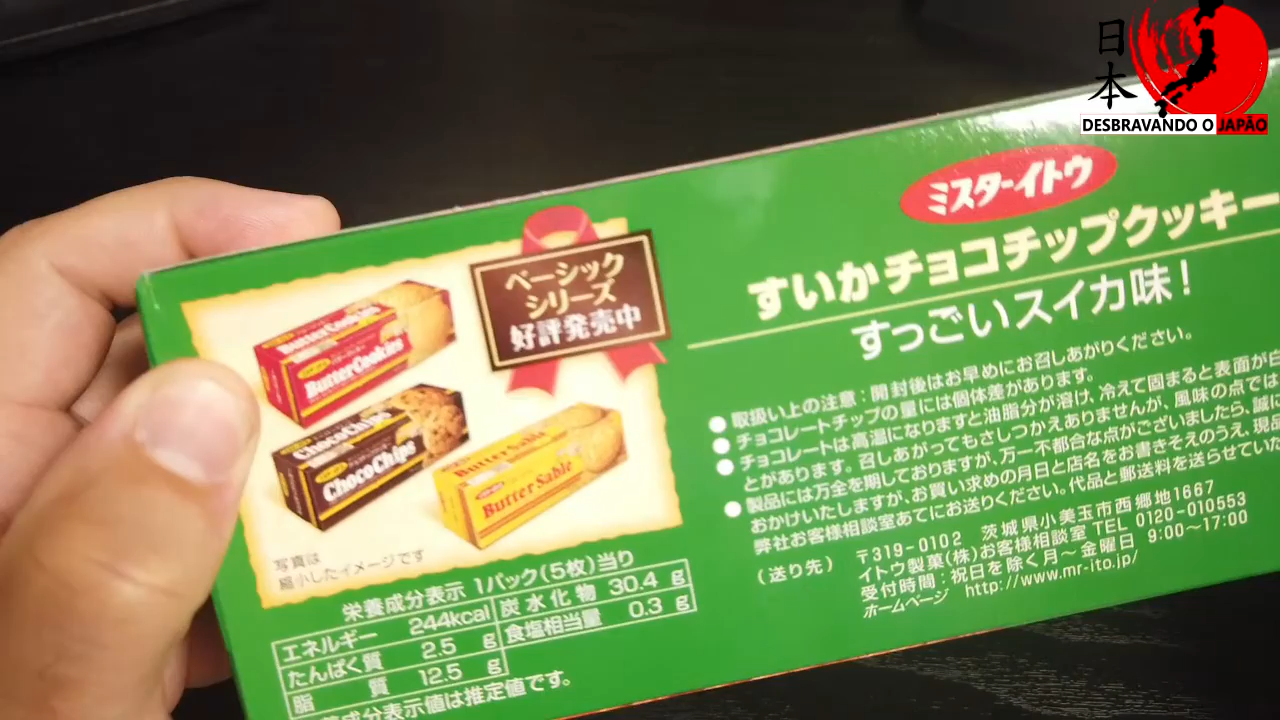 日本
DESBRAVANDO O JAPÃO
ミスターイトウ
すいかチョコチップクッキー
すっごいスイカ味！
ベーシック
シリーズ
好評発売中
Butter Cookies
Butter Cookies
Choco Chips
Choco Chips
Butter Sable
Butter Sable
写真は
縮小したイメージです
●取扱い上の注意：開封後はお早めにお召しあがりください。
●チョコレートチップの量には個体差があります。
●チョコレートは高温になりますと油脂分が溶け、冷えて固まると表面が白
とがあります。召しあがってもさしつかえありませんが、風味の点では
●製品には万全を期しておりますが、万一不都合な点がございましたら、誠に
おかけいたしますが、お買い求めの月日と店名をお書きそえのうえ、現品
弊社お客様相談室あてにお送りください。代品と郵送料を送らせていた
（送り先） 〒319-0102 茨城県小美玉市西郷地1667
イトウ製菓(株)お客様相談室 TEL 0120-010553
受付時間：祝日を除く月～金曜日 9:00～17:00
ホームページ http://www.mr-ito.jp/
栄養成分表示 1パック(5枚)当り
エネルギー 244kcal 炭水化物 30.4 g
たんぱく質 2.5 g 食塩相当量 0.3 g
脂質 12.5 g
養成分表示値は推定値です。